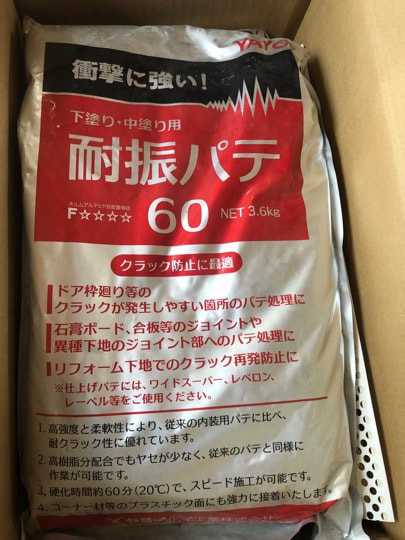 YAYO
衝撃に強い!
下塗り・中塗り用
耐振パテ
F☆☆☆☆
60 NET 3.6kg
クラック防止に最適
ドア枠廻り等の
クラックが発生しやすい箇所のパテ処理に
石膏ボード、合板等のジョイントや
異種下地のジョイント部へのパテ処理に
リフォーム下地でのクラック再発防止に
※仕上げパテには、ワイドスーパー、レベロン、
レーベル等をご使用ください。
1. 高強度と柔軟性により、従来の内装用パテに比べ、
耐クラック性に優れています。
2. 高樹脂分配合でもヤセが少なく、従来のパテと同様に
作業が可能です。
3. 硬化時間約60分(20℃)で、スピード施工が可能です。
4. コーナー材等のプラスチック面にも強力に接着いたします。